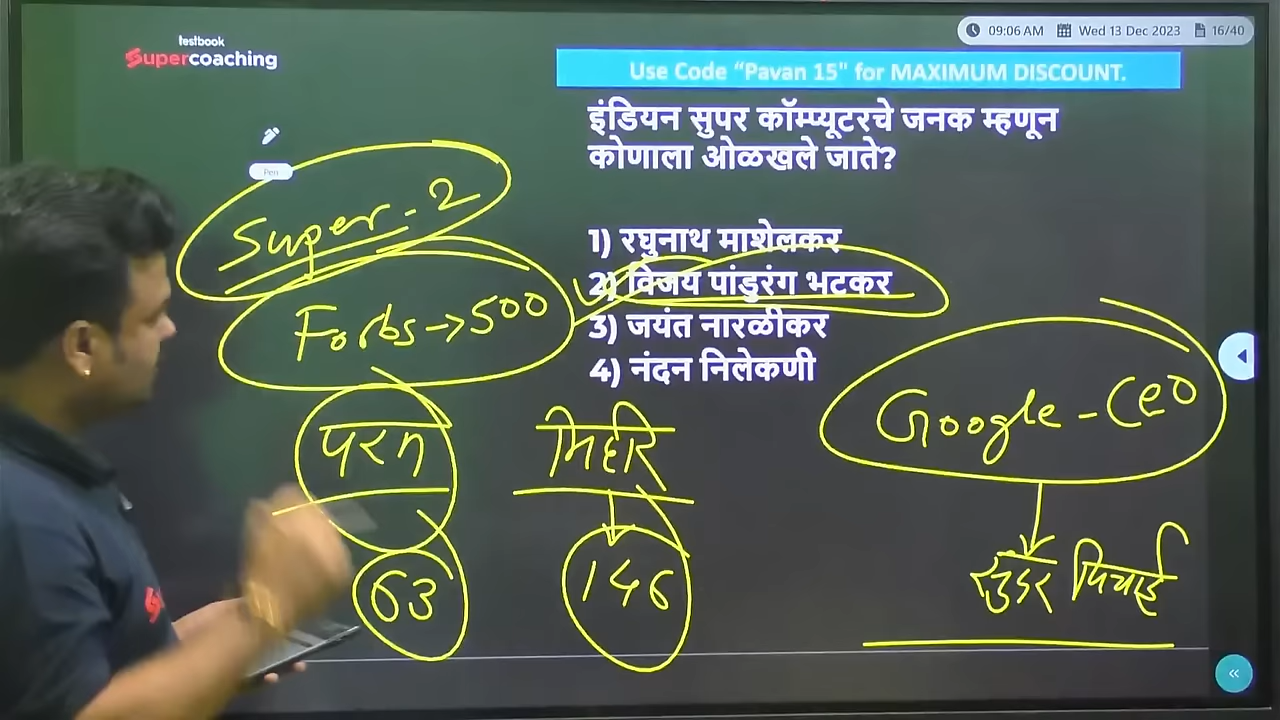 testbook
Supercoaching
09:06 AM Wed 13 Dec 2023 16/40
Use Code “Pavan 15" for MAXIMUM DISCOUNT.
इंडियन सुपर कॉम्प्यूटरचे जनक म्हणून
कोणाला ओळखले जाते?
1) रघुनाथ माशेलकर
2) विजय पांडुरंग भटकर
3) जयंत नारळीकर
4) नंदन निलेकणी
Pen
Super - 2
Forbs → 500
परम
63
मिहिर
146
Google - CEO
सुंदर पिचाई